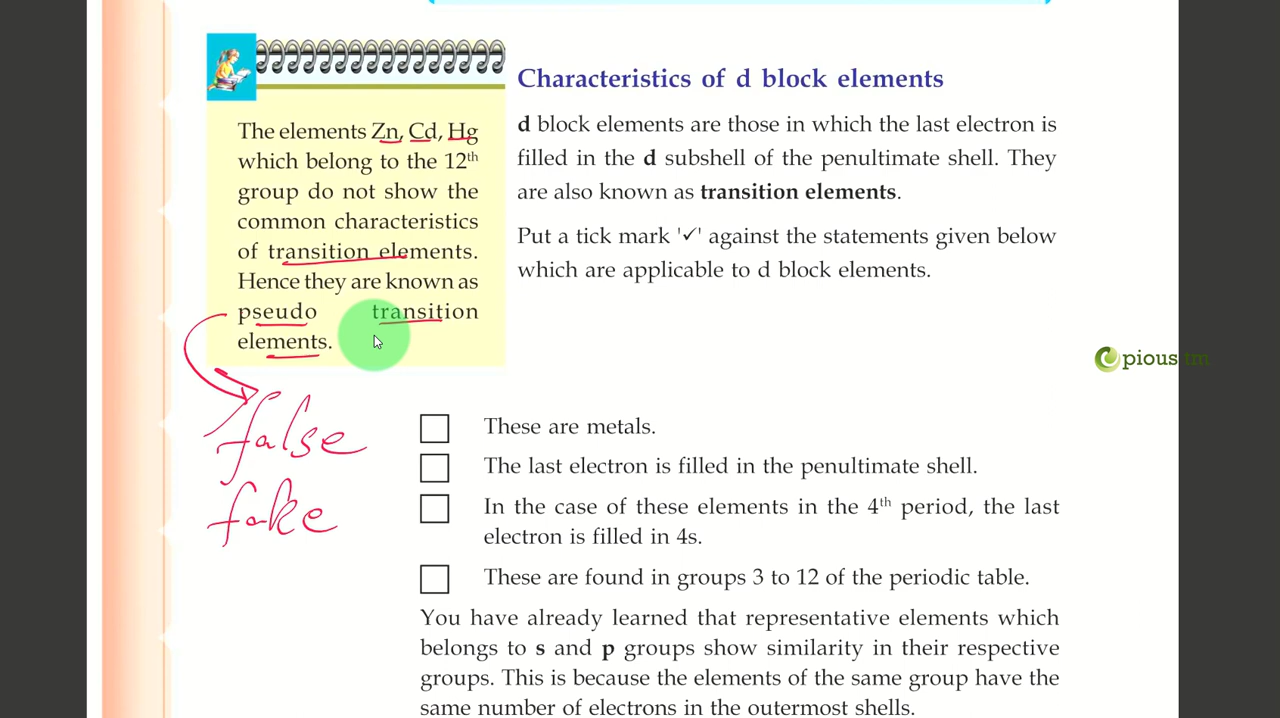 The elements Zn, Cd, Hg
which belong to the 12th
group do not show the
common characteristics
of transition elements.
Hence they are known as
pseudo transition
elements.
false
fake
Characteristics of d block elements
d block elements are those in which the last electron is
filled in the d subshell of the penultimate shell. They
are also known as transition elements.
Put a tick mark '✓' against the statements given below
which are applicable to d block elements.
Copious tm
These are metals.
The last electron is filled in the penultimate shell.
In the case of these elements in the 4th period, the last
electron is filled in 4s.
These are found in groups 3 to 12 of the periodic table.
You have already learned that representative elements which
belongs to s and p groups show similarity in their respective
groups. This is because the elements of the same group have the
same number of electrons in the outermost shells.